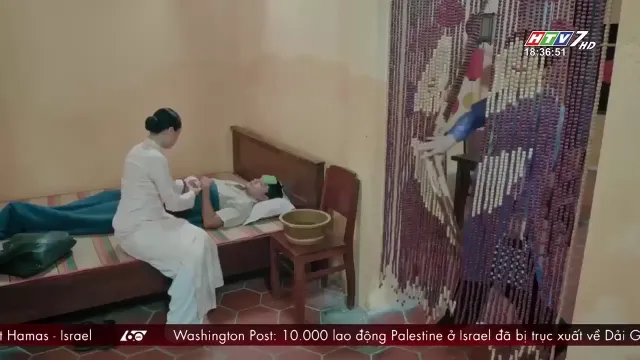 HTV7 HD
18:36:51
t Hamas - Israel 60 Washington Post: 10.000 lao động Palestine ở Israel đã bị trục xuất về Dải G